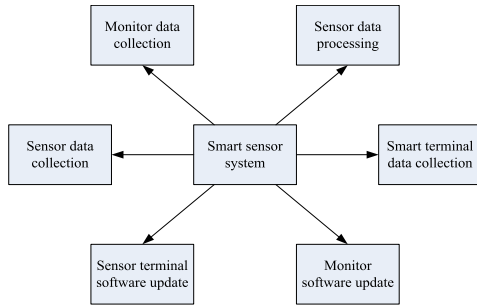 Monitor data
collection
Sensor data
processing
Sensor data
collection
Smart sensor
system
Smart terminal
data collection
Sensor terminal
software update
Monitor
software update